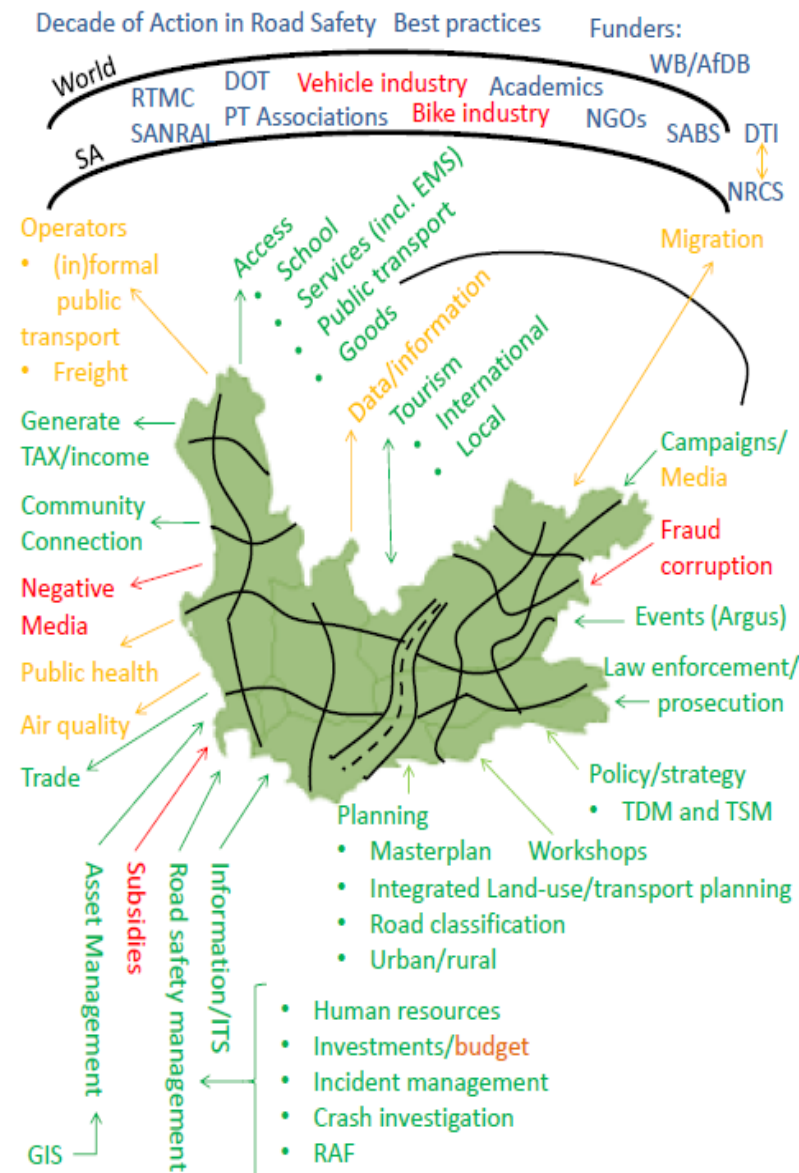 Decade of Action in Road Safety Best practices Funders:
WB/AfDB
World
RTMC DOT Vehicle industry Academics
SANRAL PT Associations Bike industry NGOs SABS DTI
SA
NRCS
Operators
• (in)formal
public
transport
• Freight
Access
• School
• Services (incl. EMS)
• Public transport
• Goods
Data/information
Tourism
• International
• Local
Migration
Generate
TAX/income
Community
Connection
Negative
Media
Public health
Air quality
Trade
Campaigns/
Media
Fraud
corruption
Events (Argus)
Law enforcement/
prosecution
Policy/strategy
• TDM and TSM
Planning
• Masterplan Workshops
• Integrated Land-use/transport planning
• Road classification
• Urban/rural
Asset Management
Subsidies
Road safety management
Information/ITS
• Human resources
• Investments/budget
• Incident management
• Crash investigation
• RAF
GIS